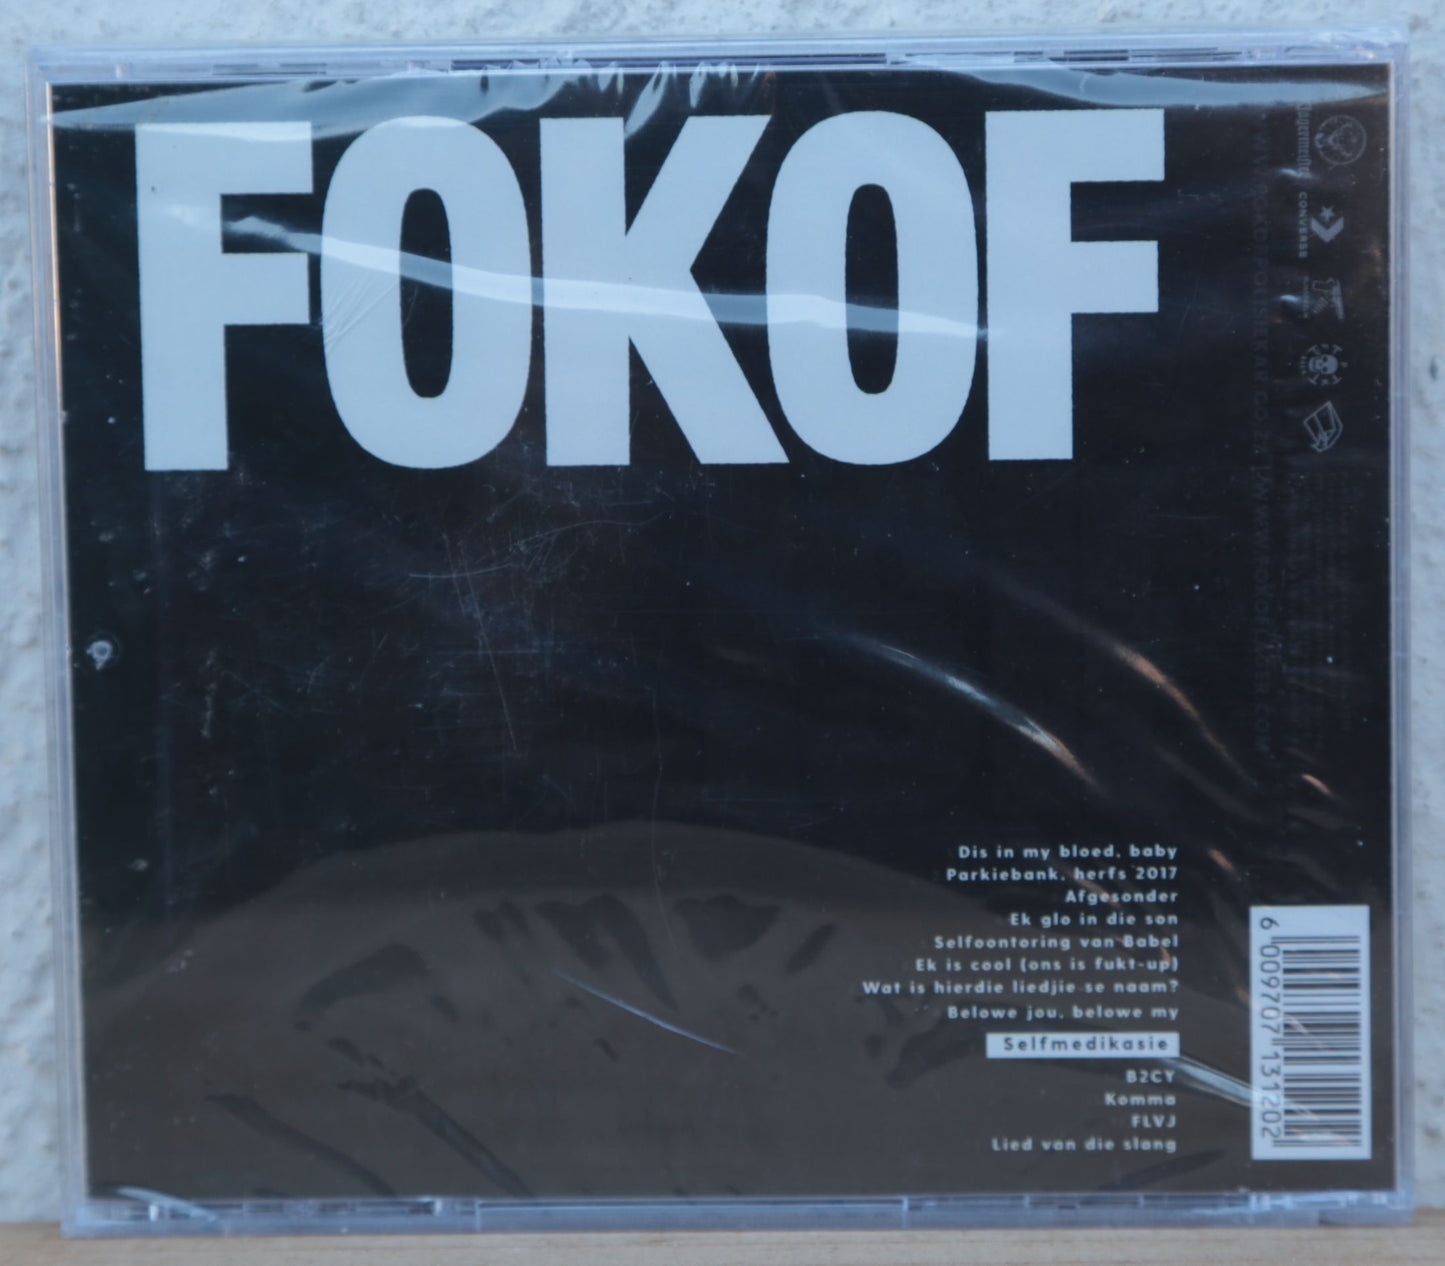 FOKOF
Dis in my bloed, baby
Parkiebank, herfs 2017
Afgesonder
Ek glo in die son
Selfoontoring van Babel
Ek is cool (ons is fukt-up)
Wat is hierdie liedjie se naam?
Belowe jou, belowe my
Selfmedikasie
B2CY
Komma
FLVJ
Lied van die slang
6 009707 131202
Jägermeister
CONVERSE